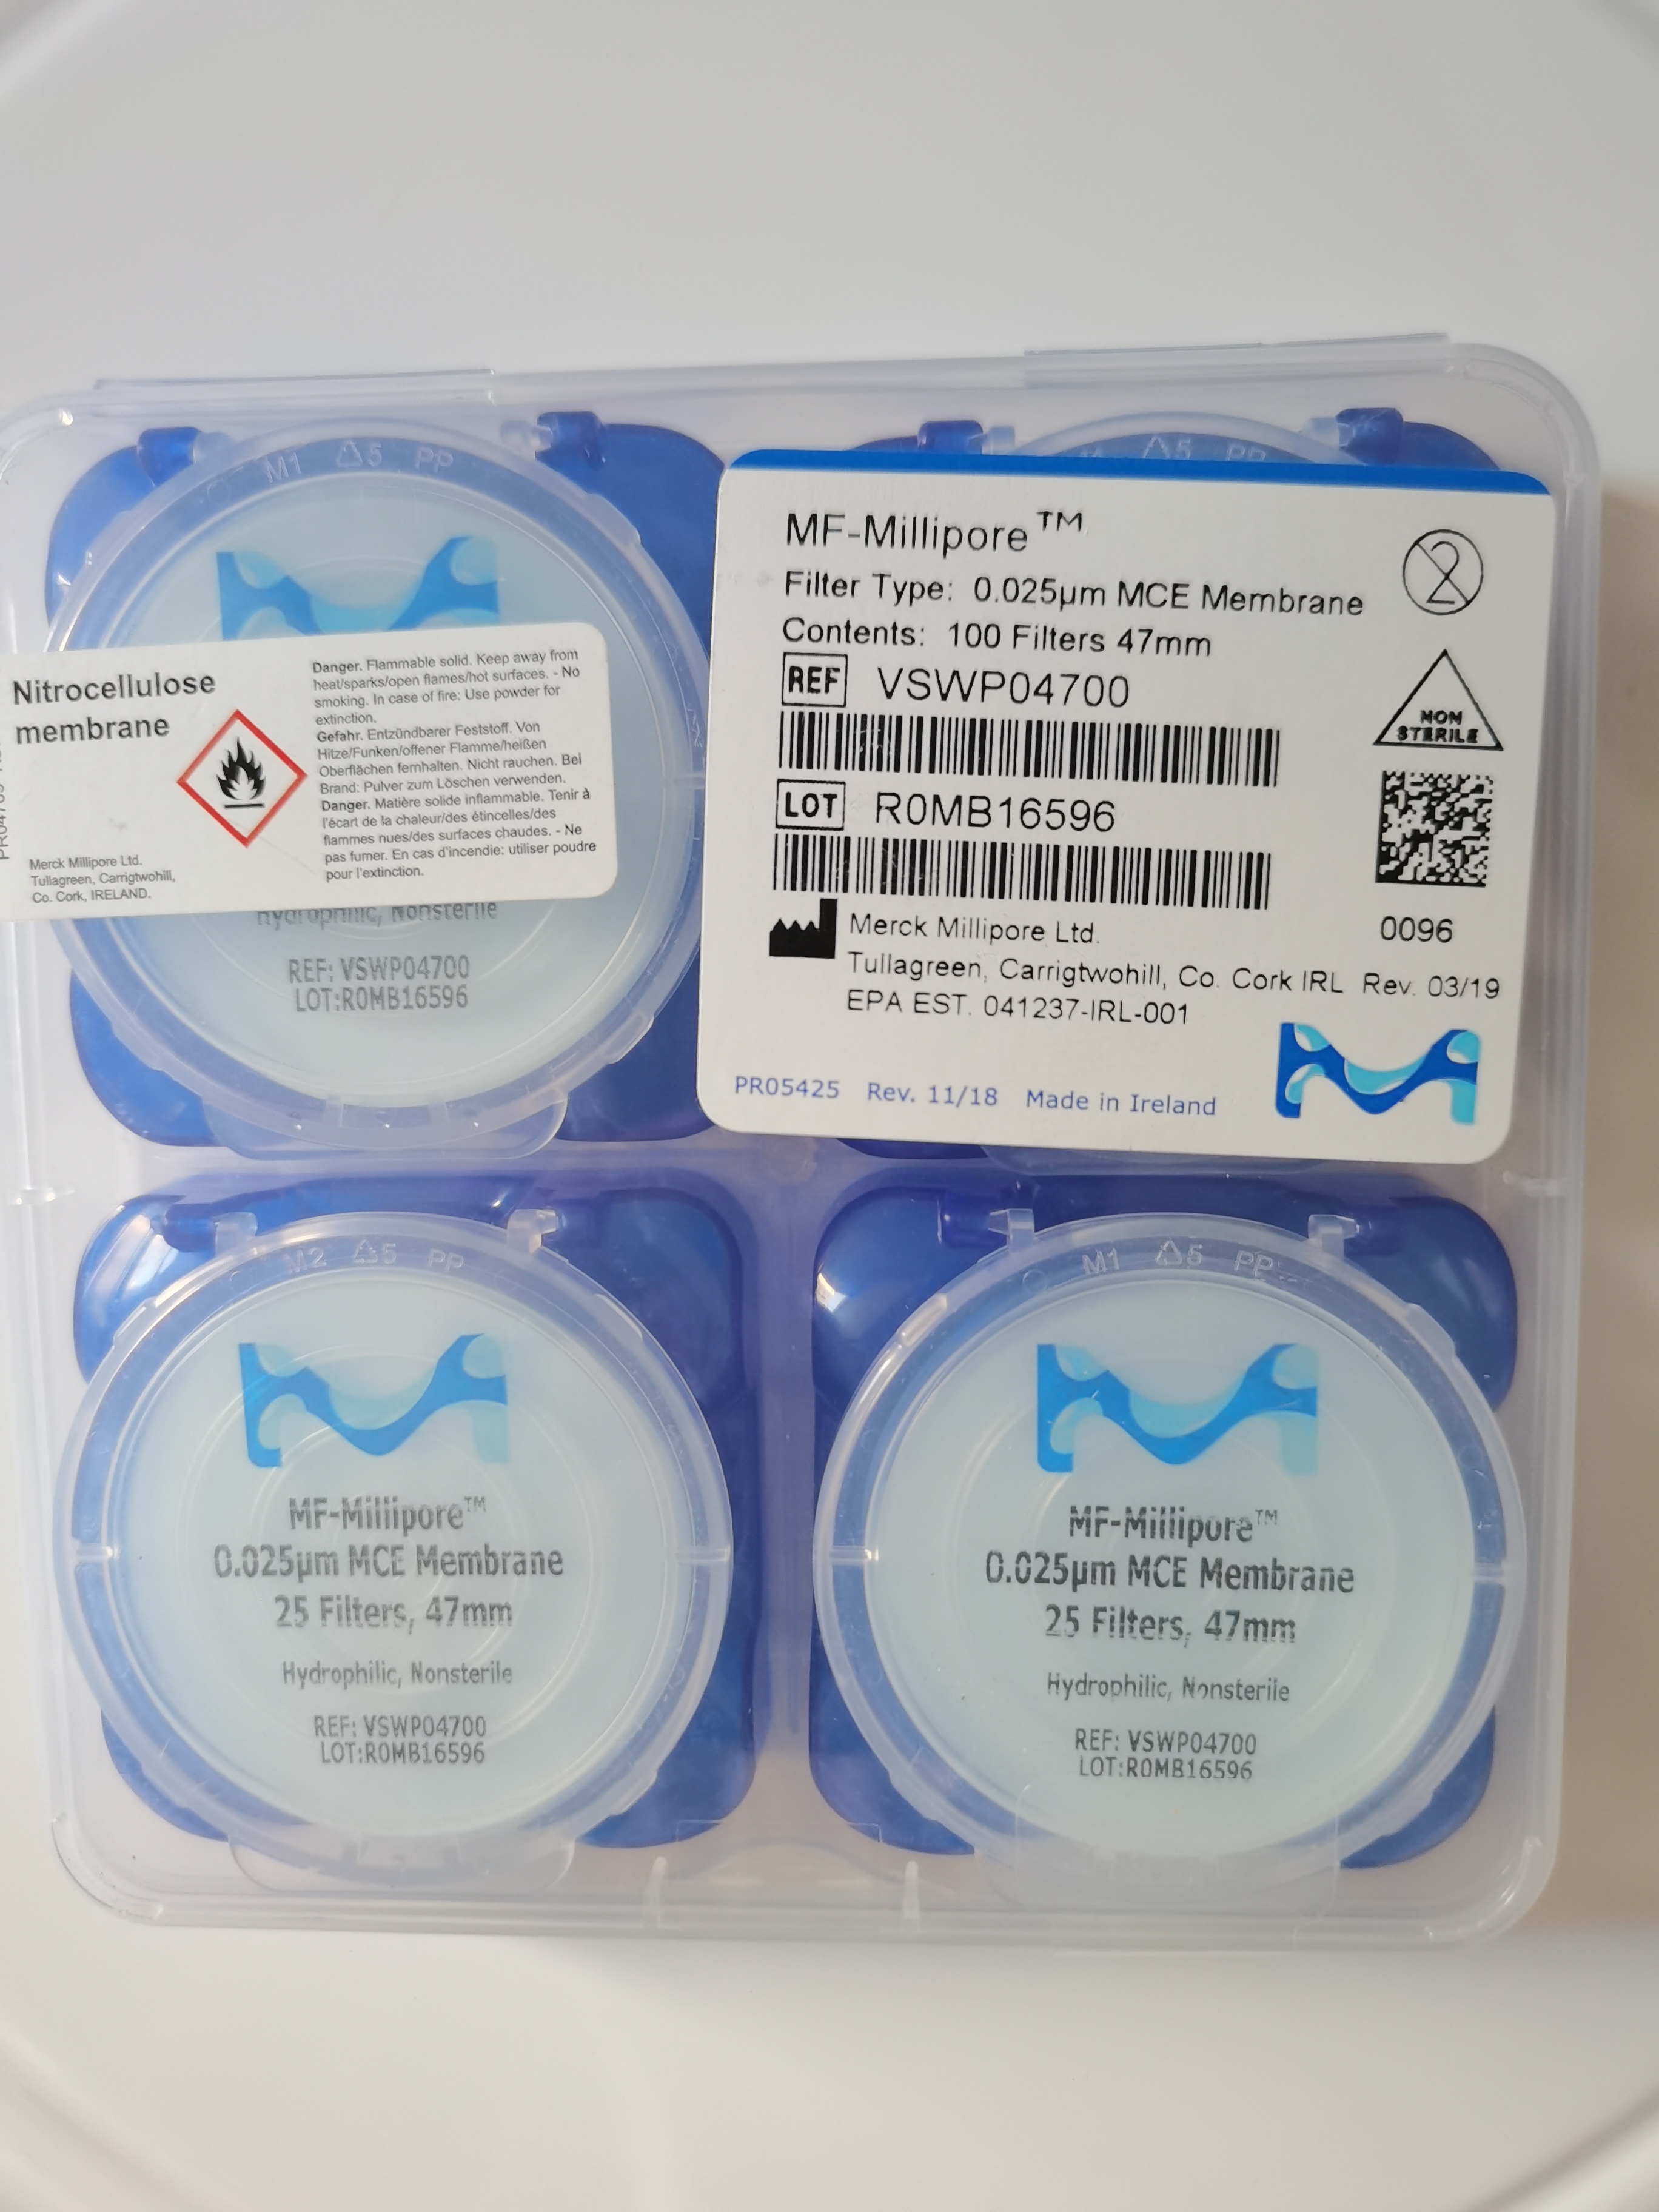 M1 5 PP
5 PP
Nitrocellulose
membrane
Merck Millipore Ltd.
Tullagreen, Carrigtwohill,
Co. Cork, IRELAND.
Danger. Flammable solid. Keep away from
heat/sparks/open flames/hot surfaces. - No
smoking. In case of fire: Use powder for
extinction.
Gefahr. Entzündbarer Feststoff. Von
Hitze/Funken/offener Flamme/heißen
Oberflächen fernhalten. Nicht rauchen. Bei
Brand: Pulver zum Löschen verwenden.
Danger. Matière solide inflammable. Tenir à
l'écart de la chaleur/des étincelles/des
flammes nues/des surfaces chaudes. - Ne
pas fumer. En cas d'incendie: utiliser poudre
pour l'extinction.
Hydrophilic, Nonsterile
REF: VSWP04700
LOT:R0MB16596
MF-Millipore™
Filter Type: 0.025µm MCE Membrane
Contents: 100 Filters 47mm
REF VSWP04700
LOT R0MB16596
Merck Millipore Ltd.
Tullagreen, Carrigtwohill, Co. Cork IRL Rev. 03/19
EPA EST. 041237-IRL-001
2
NON
STERILE
0096
PR05425 Rev. 11/18 Made in Ireland
M2 5 PP
MF-Millipore™
0.025µm MCE Membrane
25 Filters, 47mm
Hydrophilic, Nonsterile
REF: VSWP04700
LOT:R0MB16596
M1 5 PP
MF-Millipore™
0.025µm MCE Membrane
25 Filters, 47mm
Hydrophilic, Nonsterile
REF: VSWP04700
LOT:R0MB16596